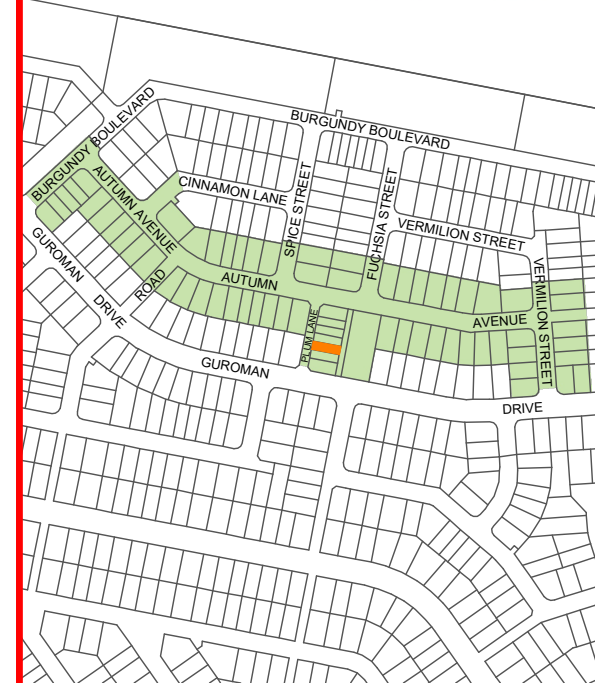 BURGUNDY BOULEVARD
BURGUNDY BOULEVARD
CINNAMON LANE
AUTUMN AVENUE
SPICE STREET
FUCHSIA STREET
VERMILION STREET
GUROMAN
DRIVE
ROAD
AUTUMN
AVENUE
VERMILION STREET
PLUM LANE
GUROMAN
DRIVE